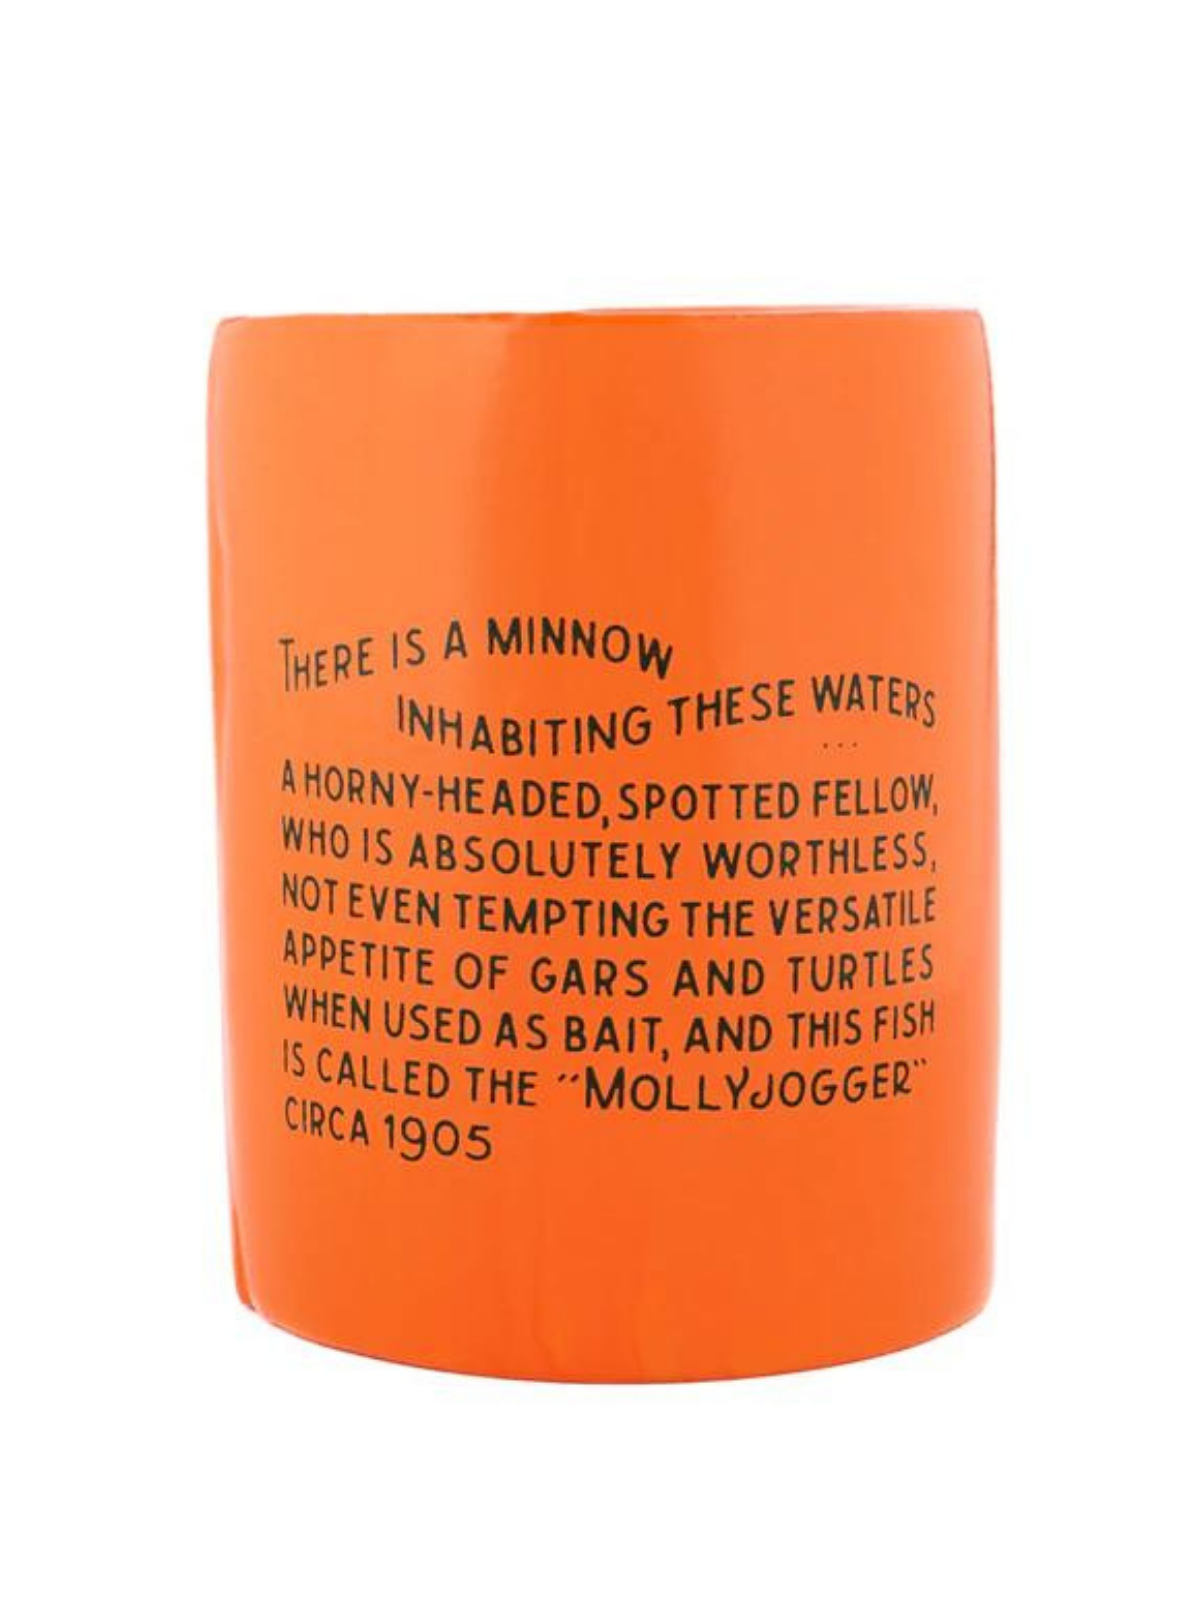 THERE IS A MINNOW
INHABITING THESE WATERS
...
A HORNY-HEADED, SPOTTED FELLOW,
WHO IS ABSOLUTELY WORTHLESS,
NOT EVEN TEMPTING THE VERSATILE
APPETITE OF GARS AND TURTLES
WHEN USED AS BAIT, AND THIS FISH
IS CALLED THE "MOLLYJOGGER"
CIRCA 1905